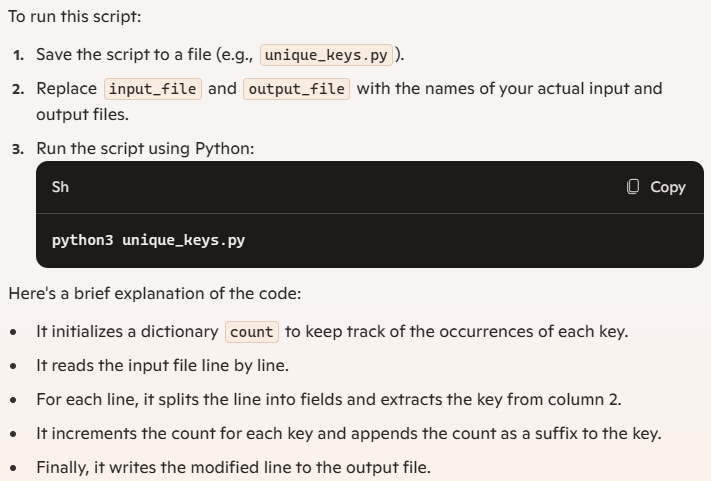 To run this script:
1. Save the script to a file (e.g., unique_keys.py).
2. Replace input_file and output_file with the names of your actual input and
output files.
3. Run the script using Python:
Sh
Copy
python3 unique_keys.py
Here's a brief explanation of the code:
• It initializes a dictionary count to keep track of the occurrences of each key.
• It reads the input file line by line.
• For each line, it splits the line into fields and extracts the key from column 2.
• It increments the count for each key and appends the count as a suffix to the key.
• Finally, it writes the modified line to the output file.